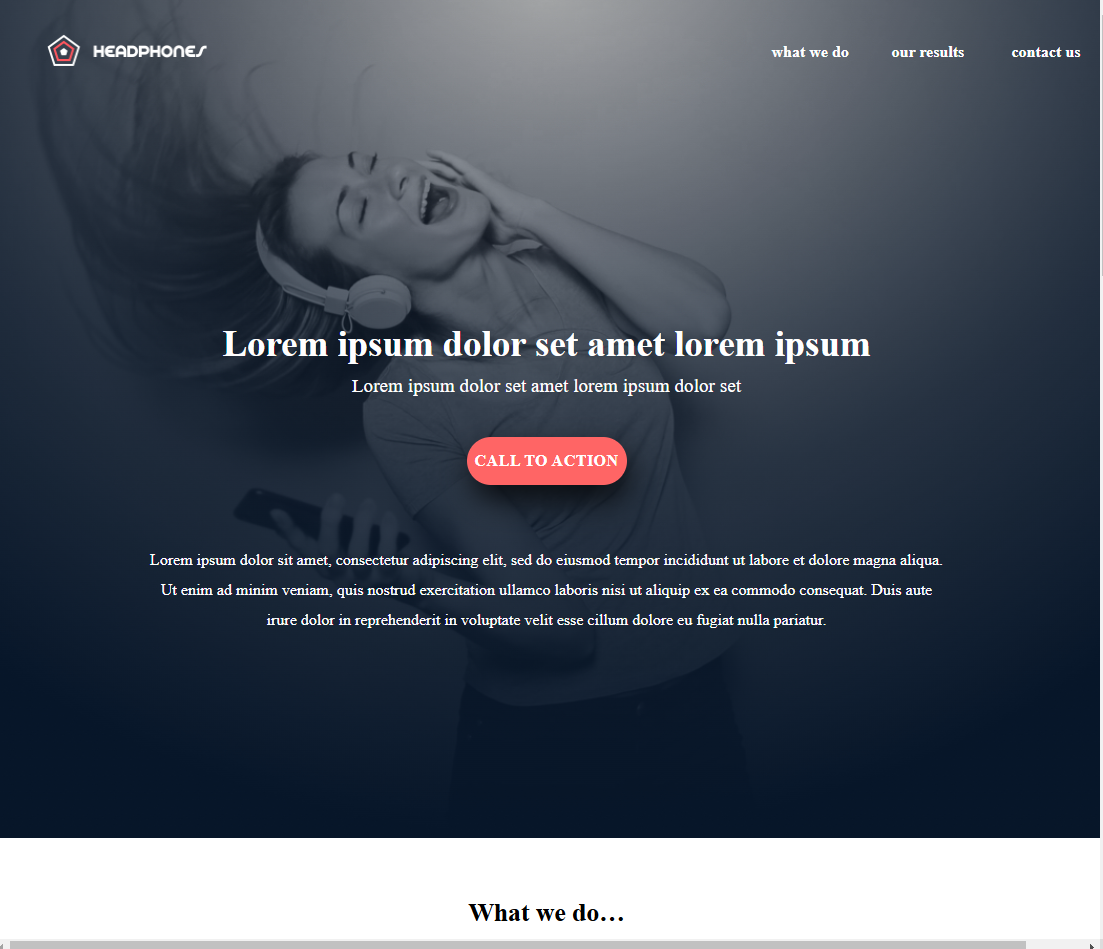 HEADPHONES
what we do our results contact us
Lorem ipsum dolor set amet lorem ipsum
Lorem ipsum dolor set amet lorem ipsum dolor set
CALL TO ACTION
Lorem ipsum dolor sit amet, consectetur adipiscing elit, sed do eiusmod tempor incididunt ut labore et dolore magna aliqua.
Ut enim ad minim veniam, quis nostrud exercitation ullamco laboris nisi ut aliquip ex ea commodo consequat. Duis aute
irure dolor in reprehenderit in voluptate velit esse cillum dolore eu fugiat nulla pariatur.
What we do…